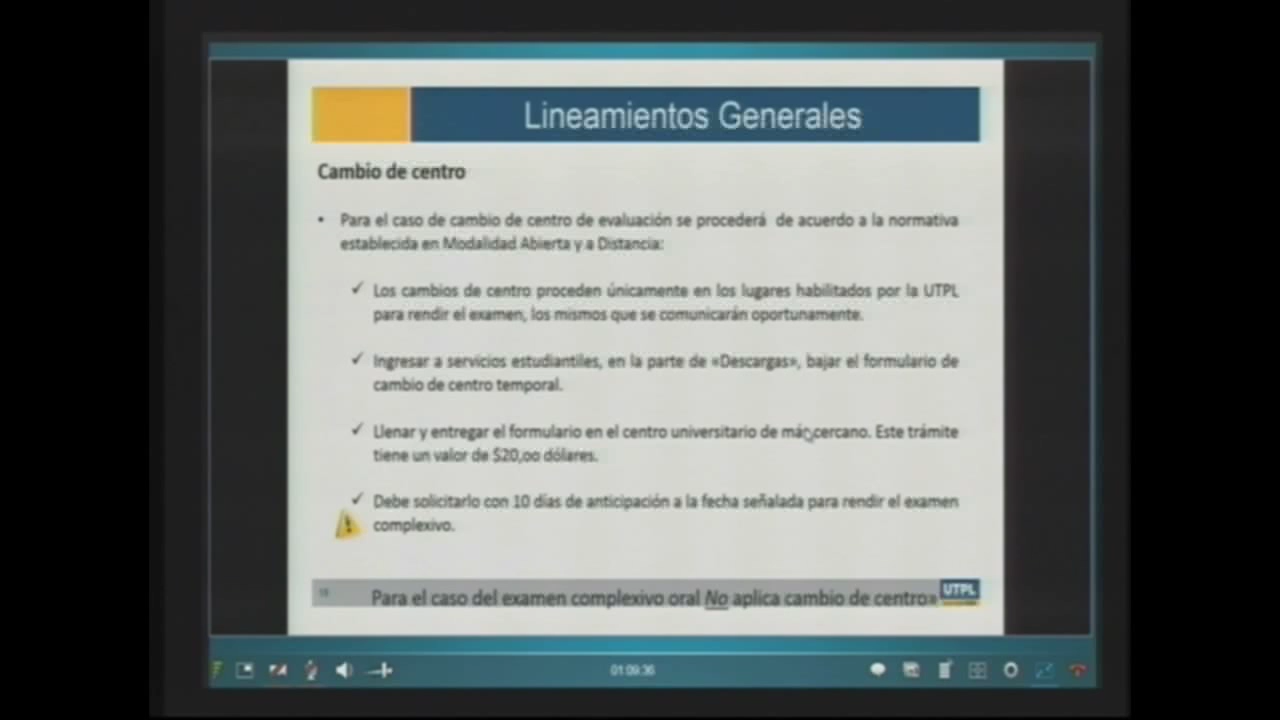 Lineamientos Generales
Cambio de centro
• Para el caso de cambio de centro de evaluación se procederá de acuerdo a la normativa
establecida en Modalidad Abierta y a Distancia:
✓ Los cambios de centro proceden únicamente en los lugares habilitados por la UTPL
para rendir el examen, los mismos que se comunicarán oportunamente.
✓ Ingresar a servicios estudiantiles, en la parte de «Descargas», bajar el formulario de
cambio de centro temporal.
✓ Llenar y entregar el formulario en el centro universitario de más cercano. Este trámite
tiene un valor de $20,oo dólares.
✓ Debe solicitarlo con 10 días de anticipación a la fecha señalada para rendir el examen
complexivo.
Para el caso del examen complexivo oral No aplica cambio de centro»
UTPL
01:09:36